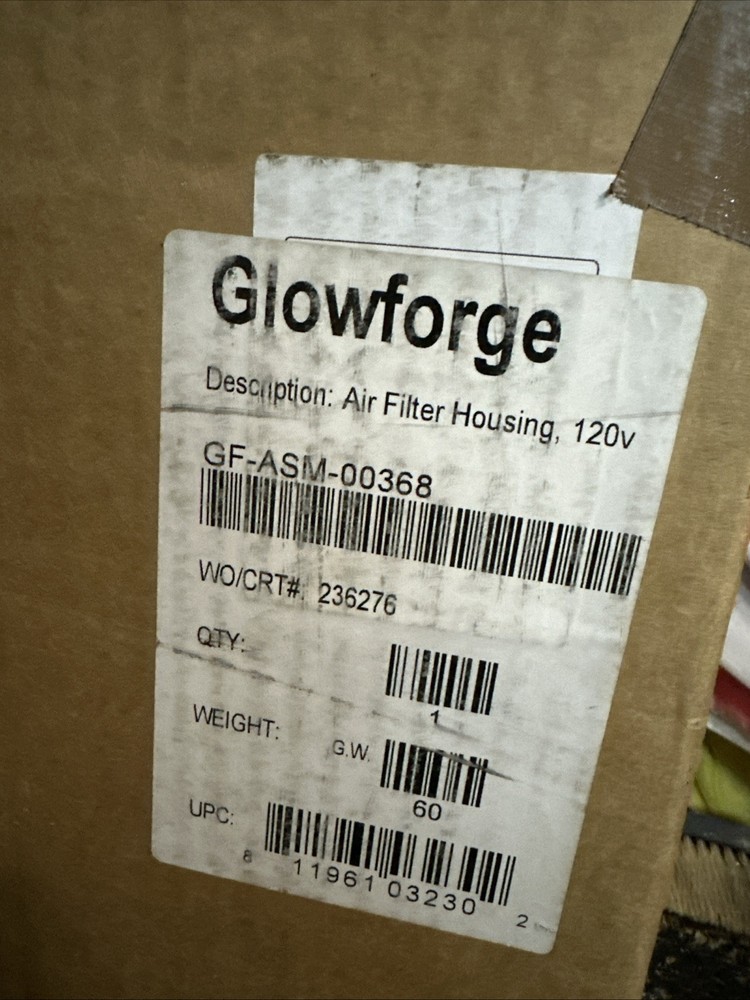 Glowforge
Description: Air Filter Housing, 120v
GF-ASM-00368
WO/CRT#: 236276
QTY:
1
WEIGHT: G.W.
60
UPC:
8 11961 03230 2